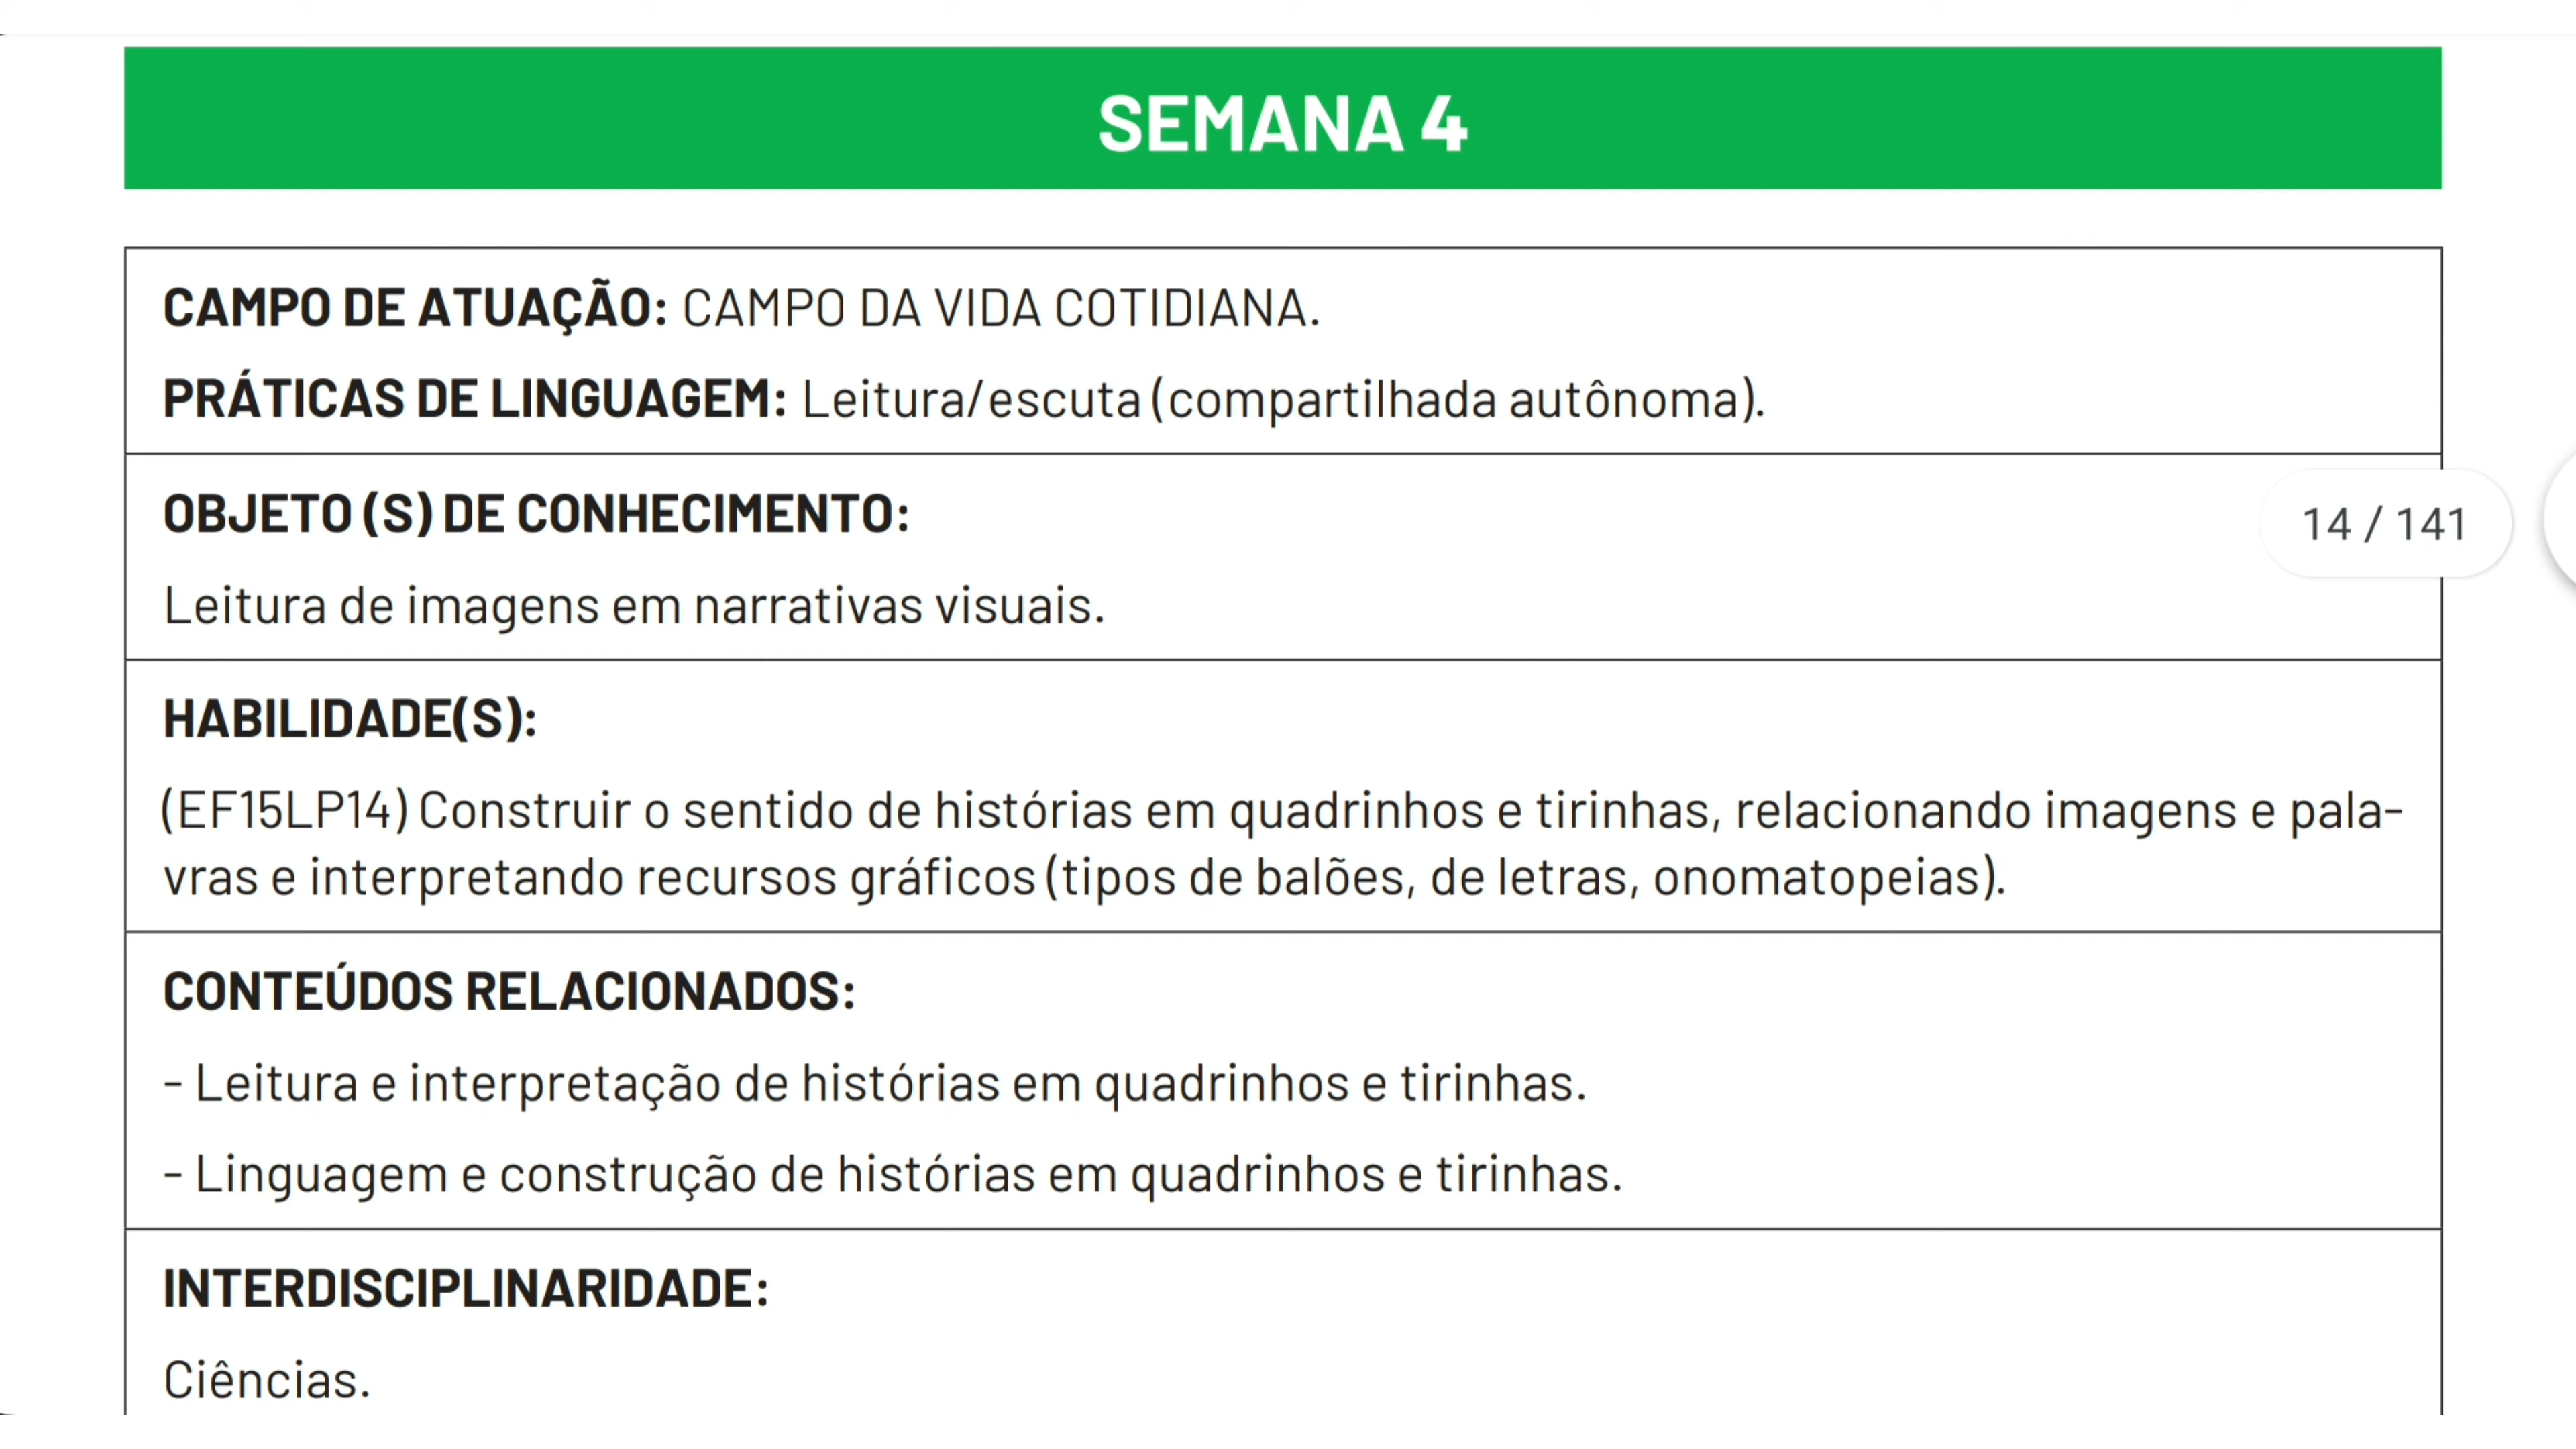 SEMANA 4
CAMPO DE ATUAÇÃO: CAMPO DA VIDA COTIDIANA.
PRÁTICAS DE LINGUAGEM: Leitura/escuta (compartilhada autônoma).
OBJETO (S) DE CONHECIMENTO:
14 / 141
Leitura de imagens em narrativas visuais.
HABILIDADE(S):
(EF15LP14) Construir o sentido de histórias em quadrinhos e tirinhas, relacionando imagens e pala-
vras e interpretando recursos gráficos (tipos de balões, de letras, onomatopeias).
CONTEÚDOS RELACIONADOS:
- Leitura e interpretação de histórias em quadrinhos e tirinhas.
- Linguagem e construção de histórias em quadrinhos e tirinhas.
INTERDISCIPLINARIDADE:
Ciências.